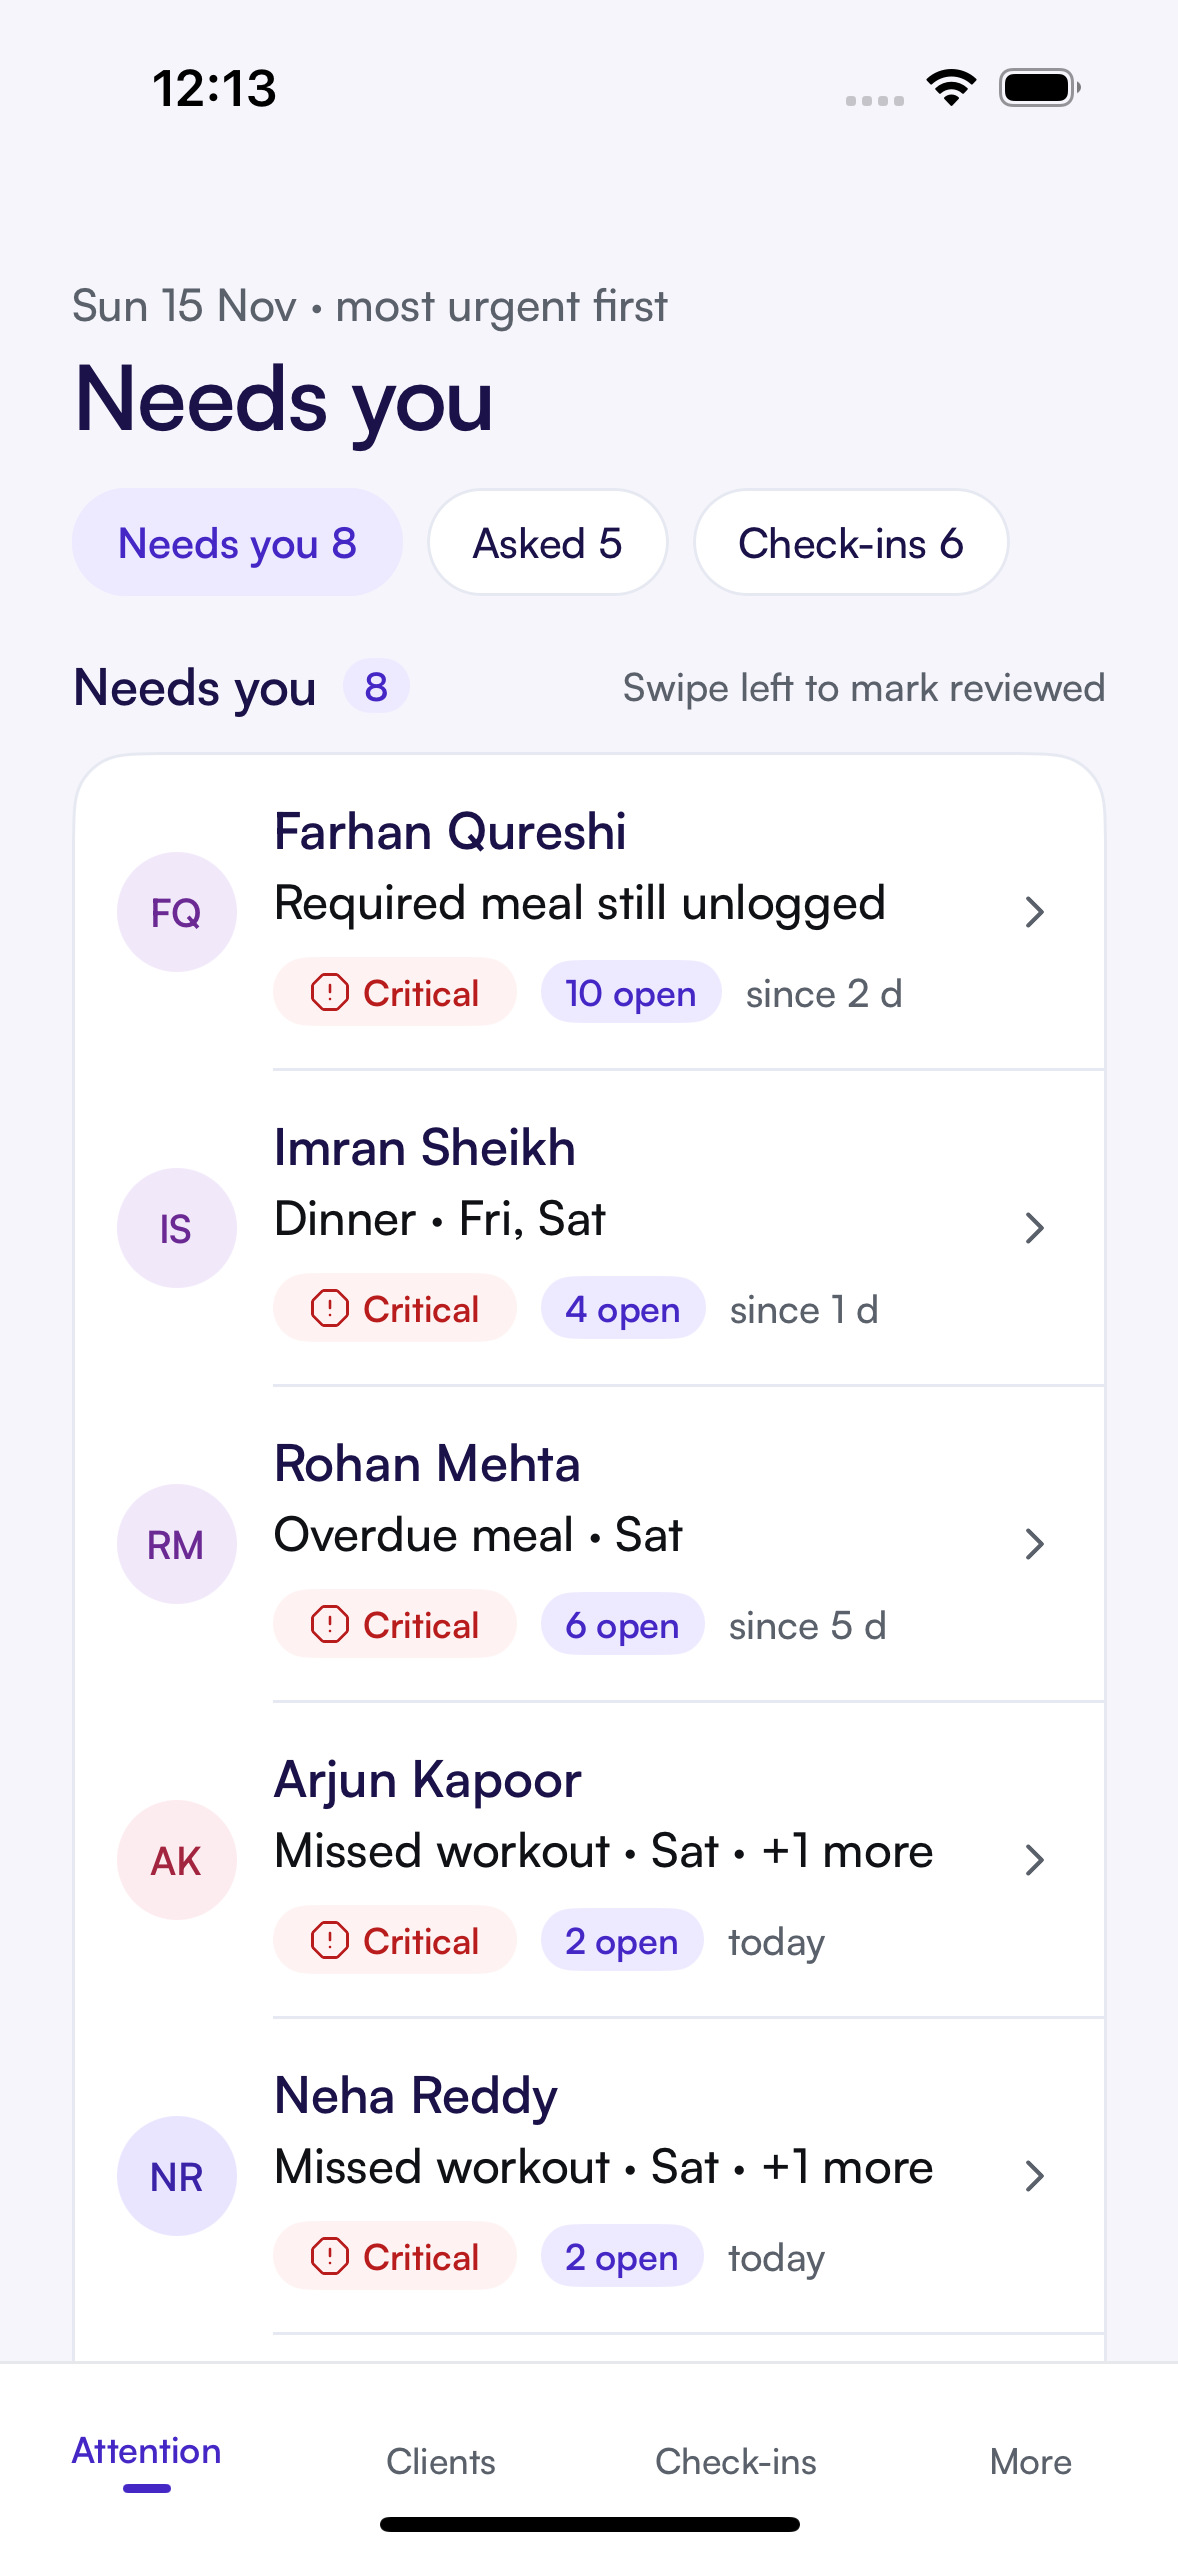 12:13
Sun 15 Nov · most urgent first
Needs you
Needs you 8
Asked 5
Check-ins 6
Needs you 8
Swipe left to mark reviewed
Farhan Qureshi
FQ
Required meal still unlogged
Critical
10 open
since 2 d
Imran Sheikh
IS
Dinner · Fri, Sat
Critical
4 open
since 1 d
Rohan Mehta
RM
Overdue meal · Sat
Critical
6 open
since 5 d
Arjun Kapoor
AK
Missed workout · Sat · +1 more
Critical
2 open
today
Neha Reddy
NR
Missed workout · Sat · +1 more
Critical
2 open
today
Attention
Clients
Check-ins
More